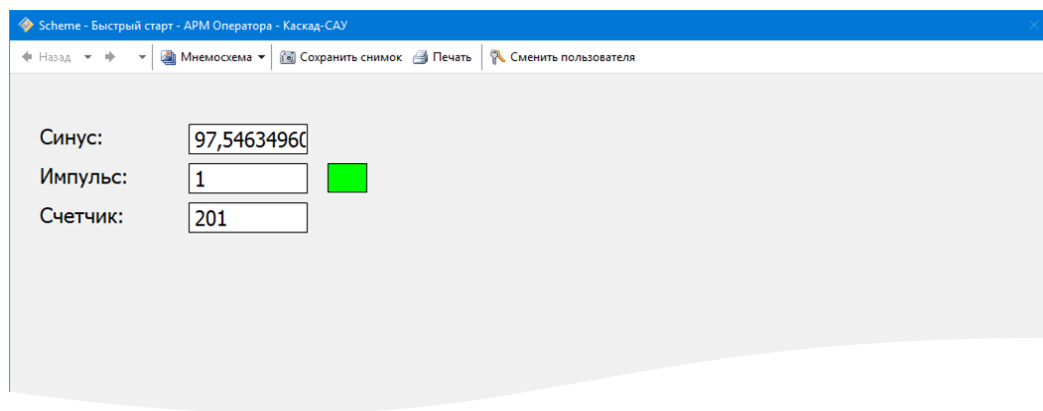 Scheme - Быстрый старт - АРМ Оператора - Каскад-САУ
Назад Мнемосхема Сохранить снимок Печать Сменить пользователя
Синус: 97,54634960
Импульс: 1
Счетчик: 201